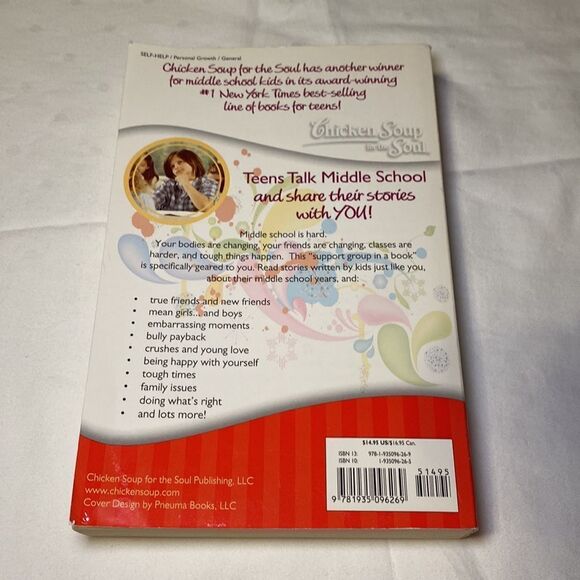 SELF-HELP / Personal Growth / General
Chicken Soup for the Soul has another winner
for middle school kids in its award-winning
#1 New York Times best-selling
line of books for teens!
Chicken Soup
for the Soul
Teens Talk Middle School
and share their stories
with YOU!
Middle school is hard.
Your bodies are changing, your friends are changing, classes are
harder, and tough things happen. This "support group in a book"
is specifically geared to you. Read stories written by kids just like you,
about their middle school years, and:
• true friends and new friends
• mean girls... and boys
• embarrassing moments
• bully payback
• crushes and young love
• being happy with yourself
• tough times
• family issues
• doing what's right
• and lots more!
$14.95 US/$16.95 Can.
ISBN 13: 978-1-935096-26-9
ISBN 10: 1-935096-26-5
51495
9 781935 096269
Chicken Soup for the Soul Publishing, LLC
www.chickensoup.com
Cover Design by Pneuma Books, LLC